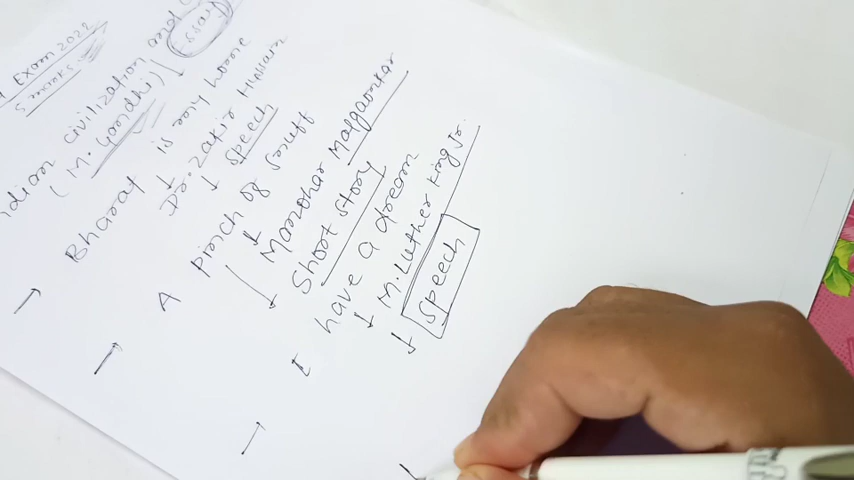 Exam 2022
5 marks
dian civilization and
Essay
(M. Gandhi)
Bharat is my home
Dr. Zakir Hussain
Speech
A pinch of snuff
Manohar Malgaonkar
Short Story
I have a dream
M. Luther King Jr.
Speech